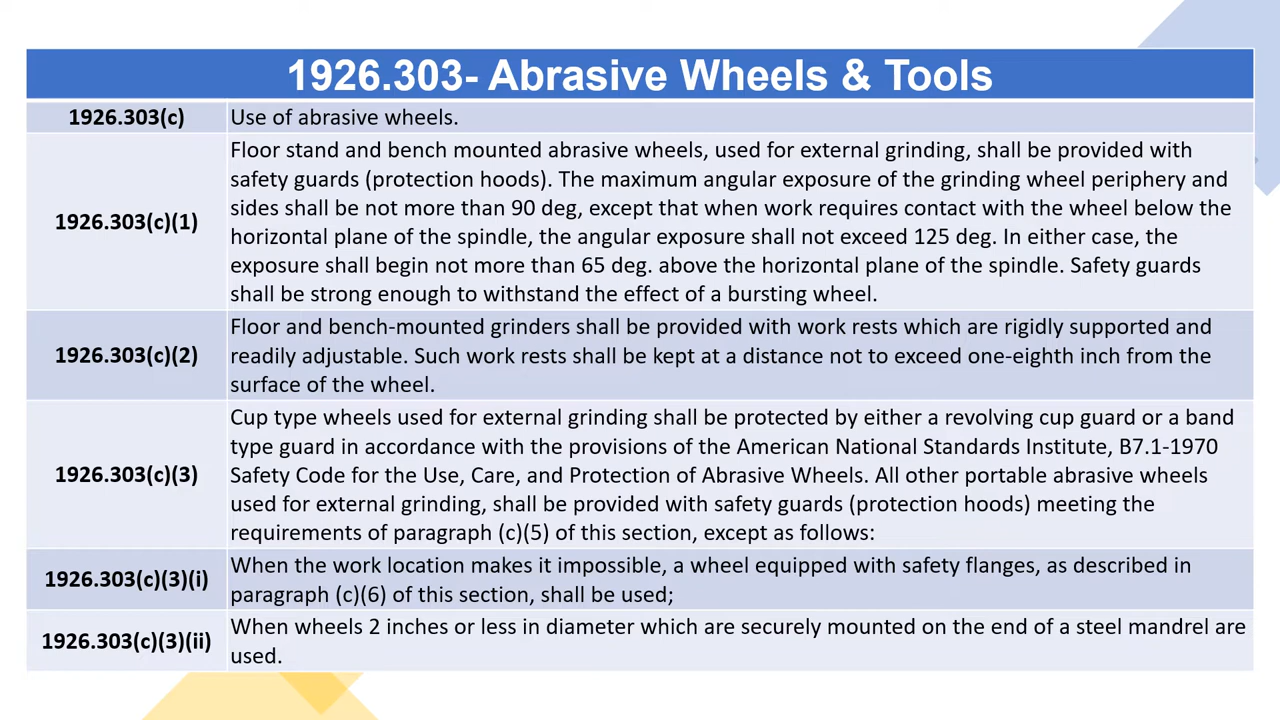 1926.303- Abrasive Wheels & Tools
1926.303(c)
Use of abrasive wheels.
1926.303(c)(1)
Floor stand and bench mounted abrasive wheels, used for external grinding, shall be provided with
safety guards (protection hoods). The maximum angular exposure of the grinding wheel periphery and
sides shall be not more than 90 deg, except that when work requires contact with the wheel below the
horizontal plane of the spindle, the angular exposure shall not exceed 125 deg. In either case, the
exposure shall begin not more than 65 deg. above the horizontal plane of the spindle. Safety guards
shall be strong enough to withstand the effect of a bursting wheel.
1926.303(c)(2)
Floor and bench-mounted grinders shall be provided with work rests which are rigidly supported and
readily adjustable. Such work rests shall be kept at a distance not to exceed one-eighth inch from the
surface of the wheel.
1926.303(c)(3)
Cup type wheels used for external grinding shall be protected by either a revolving cup guard or a band
type guard in accordance with the provisions of the American National Standards Institute, B7.1-1970
Safety Code for the Use, Care, and Protection of Abrasive Wheels. All other portable abrasive wheels
used for external grinding, shall be provided with safety guards (protection hoods) meeting the
requirements of paragraph (c)(5) of this section, except as follows:
1926.303(c)(3)(i)
When the work location makes it impossible, a wheel equipped with safety flanges, as described in
paragraph (c)(6) of this section, shall be used;
1926.303(c)(3)(ii)
When wheels 2 inches or less in diameter which are securely mounted on the end of a steel mandrel are
used.